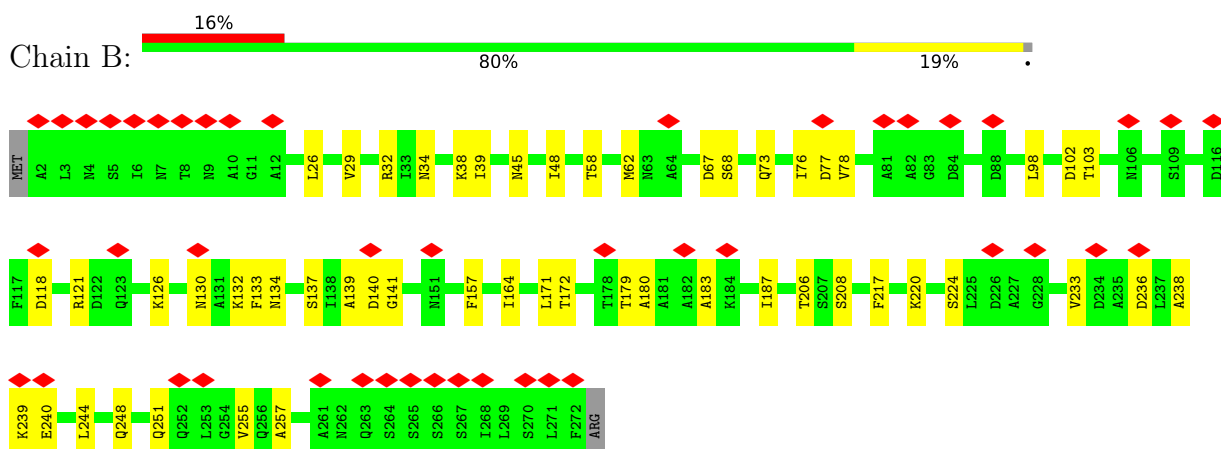 16%
Chain B:
80% 19% •
MET A2 L3 N4 S5 I6 N7 T8 N9 A10 G11 A12 L26 V29 R32 I33 N34 K38 I39 N45 I48 T58 M62 N63 A64 D67 S68 Q73 I76 D77 V78 A81 A82 G83 D84 D88 L98 D102 T103 N106 S109 D116
F117 D118 R121 D122 Q123 K126 N130 A131 K132 F133 N134 S137 I138 A139 D140 G141 N151 F157 I164 L171 T172 T178 T179 A180 A181 A182 A183 K184 I187 T206 S207 S208 F217 K220 S224 L225 D226 A227 G228 V233 D234 A235 D236 L237 A238
K239 E240 L244 Q248 Q251 Q252 L253 G254 V255 Q256 A257 A261 N262 Q263 S264 S265 S266 S267 I268 L269 S270 L271 F272 ARG